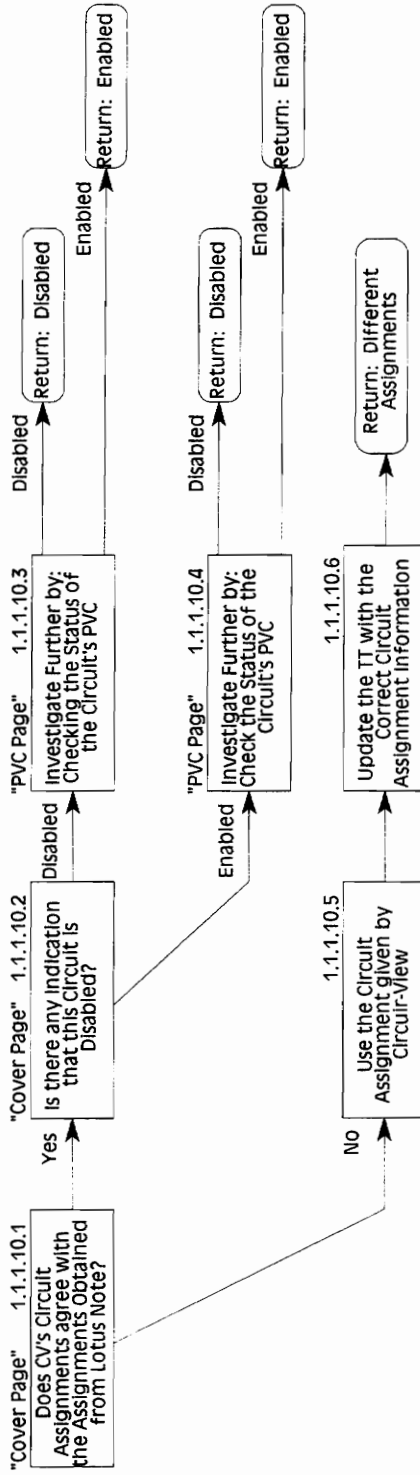 "Cover Page" 1.1.1.10.1
Does CV's Circuit
Assignments agree with
the Assignments Obtained
from Lotus Note?
Yes
No
"Cover Page" 1.1.1.10.2
Is there any Indication
that this Circuit is
Disabled?
Disabled
Enabled
"PVC Page" 1.1.1.10.3
Investigate Further by:
Checking the Status of
the Circuit's PVC
Disabled
Return: Disabled
Enabled
Return: Enabled
"PVC Page" 1.1.1.10.4
Investigate Further by:
Check the Status of the
Circuit's PVC
Disabled
Return: Disabled
Enabled
Return: Enabled
1.1.1.10.5
Use the Circuit
Assignment given by
Circuir-View
1.1.1.10.6
Update the TT with the
Correct Circuit
Assignment Information
Return: Different
Assignments